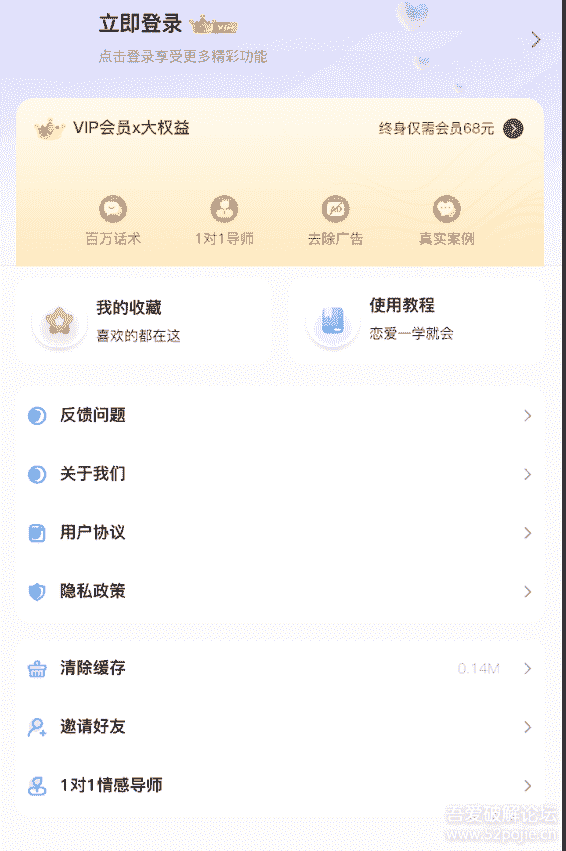 立即登录 VIP
点击登录享受更多精彩功能
VIP会员x大权益
终身仅需会员68元
百万话术
1对1导师
去除广告
真实案例
我的收藏
喜欢的都在这
使用教程
恋爱一学就会
反馈问题
关于我们
用户协议
隐私政策
清除缓存
0.14M
邀请好友
1对1情感导师
吾爱破解论坛
www.52pojie.cn